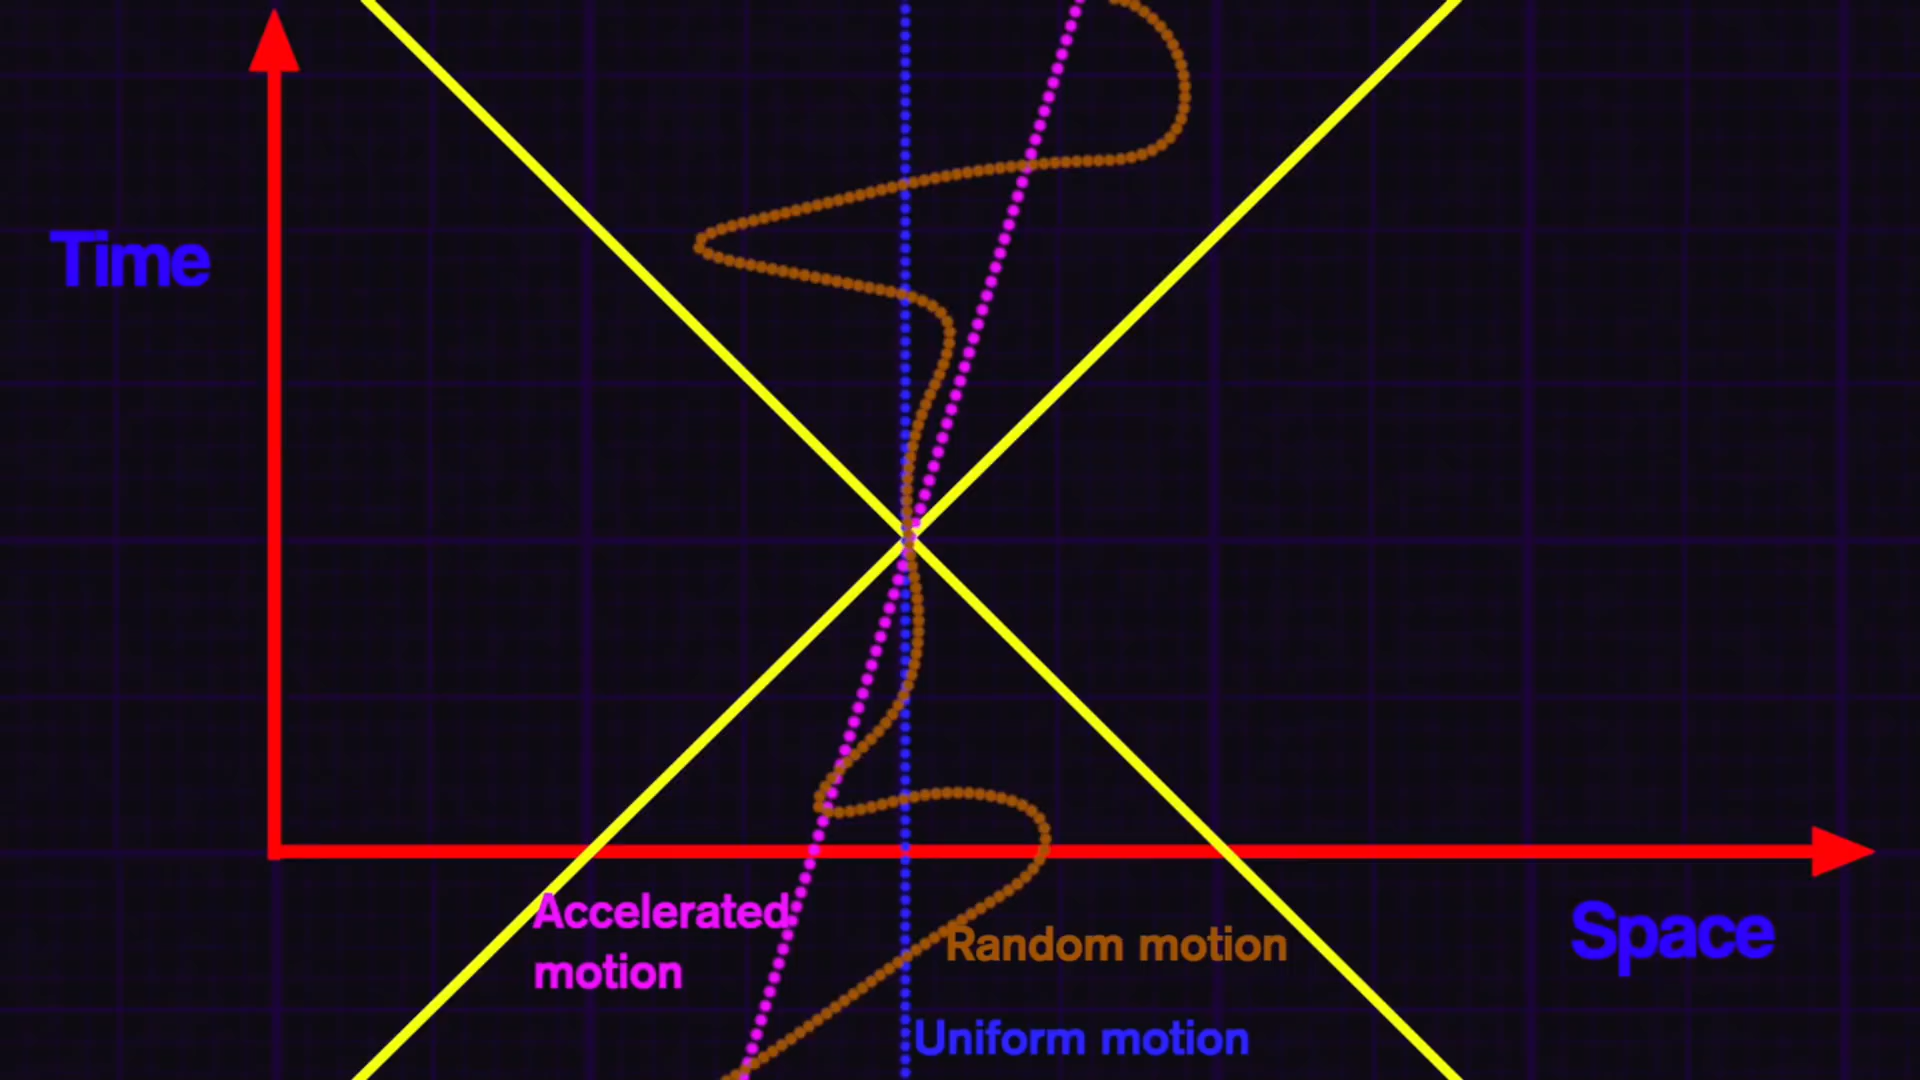 Time
Accelerated
motion
Random motion
Space
Uniform motion